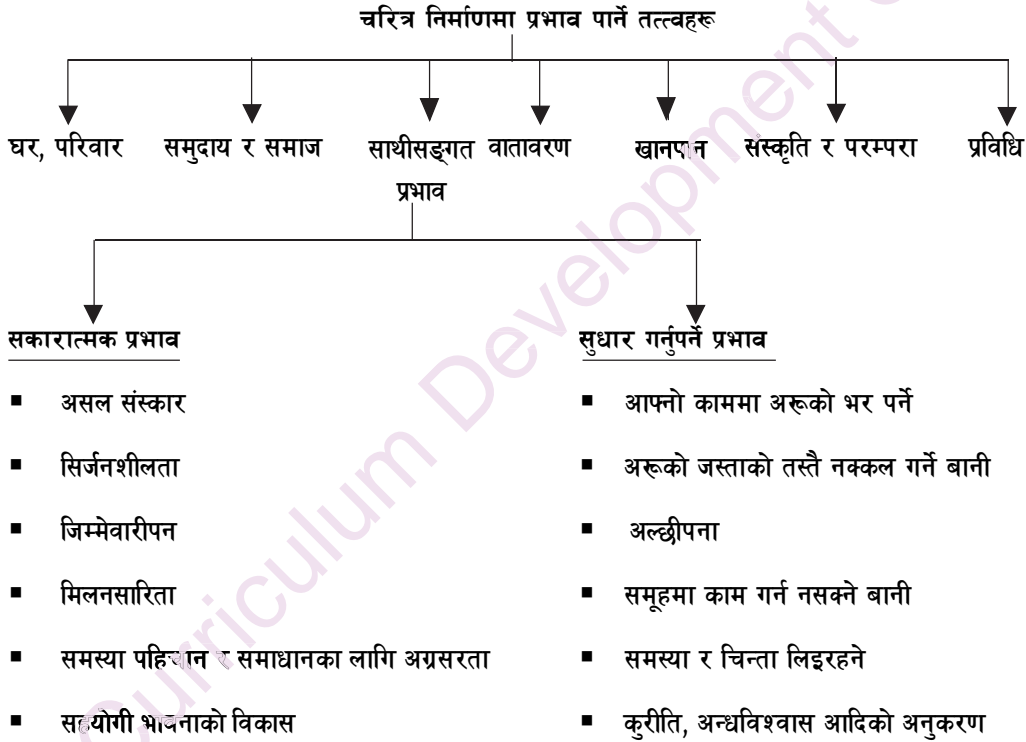 चरित्र निर्माणमा प्रभाव पार्ने तत्त्वहरू
घर, परिवार समुदाय र समाज साथीसङ्गत वातावरण खानपान संस्कृति र परम्परा प्रविधि
प्रभाव
सकारात्मक प्रभाव सुधार गर्नुपर्ने प्रभाव
▪ असल संस्कार ▪ आफ्नो काममा अरूको भर पर्ने
▪ सिर्जनशीलता ▪ अरूको जस्ताको तस्तै नक्कल गर्ने बानी
▪ जिम्मेवारीपन ▪ अल्छीपना
▪ मिलनसारिता ▪ समूहमा काम गर्न नसक्ने बानी
▪ समस्या पहिचान र समाधानका लागि अग्रसरता ▪ समस्या र चिन्ता लिइरहने
▪ सहयोगी भावनाको विकास ▪ कुरीति, अन्धविश्वास आदिको अनुकरण
Curriculum Development